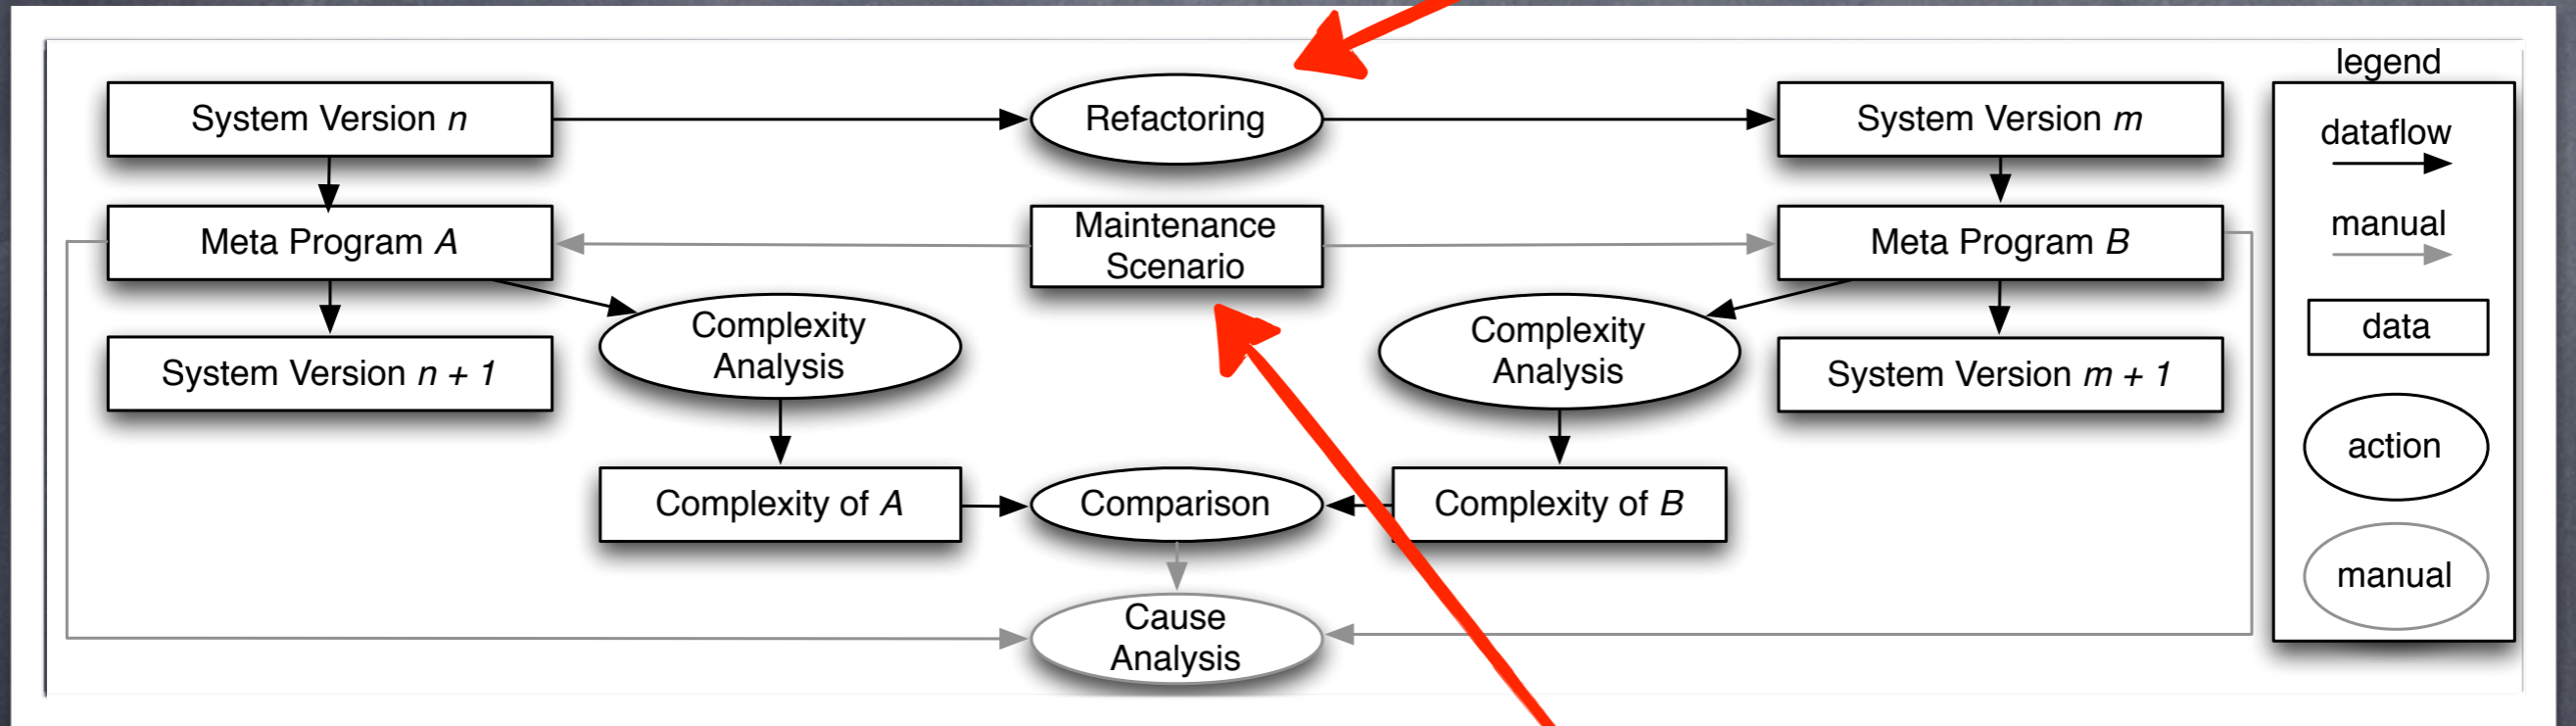 legend
System Version n
Refactoring
System Version m
dataflow
Meta Program A
Maintenance
Scenario
Meta Program B
manual
Complexity
Analysis
Complexity
Analysis
data
System Version n + 1
System Version m + 1
action
Complexity of A
Comparison
Complexity of B
manual
Cause
Analysis